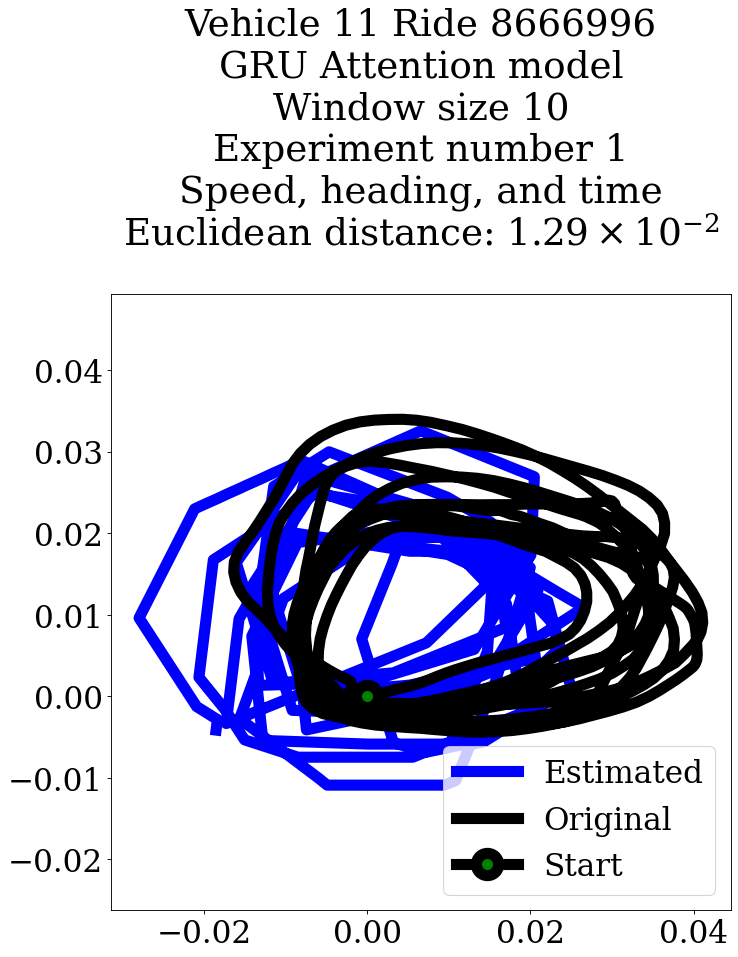 Vehicle 11 Ride 8666996
GRU Attention model
Window size 10
Experiment number 1
Speed, heading, and time
Euclidean distance: 1.29 × 10⁻²
0.04
0.03
0.02
0.01
0.00
−0.01
−0.02
Estimated
Original
Start
−0.02 0.00 0.02 0.04